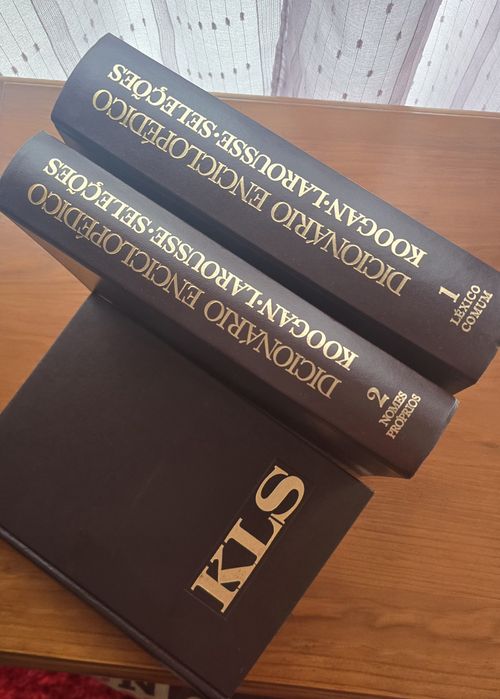 DICIONÁRIO ENCICLOPÉDICO
KOOGAN·LAROUSSE·SELEÇÕES
1
LÉXICO
COMUM
DICIONÁRIO ENCICLOPÉDICO
KOOGAN·LAROUSSE·SELEÇÕES
2
NOMES
PRÓPRIOS
KLS